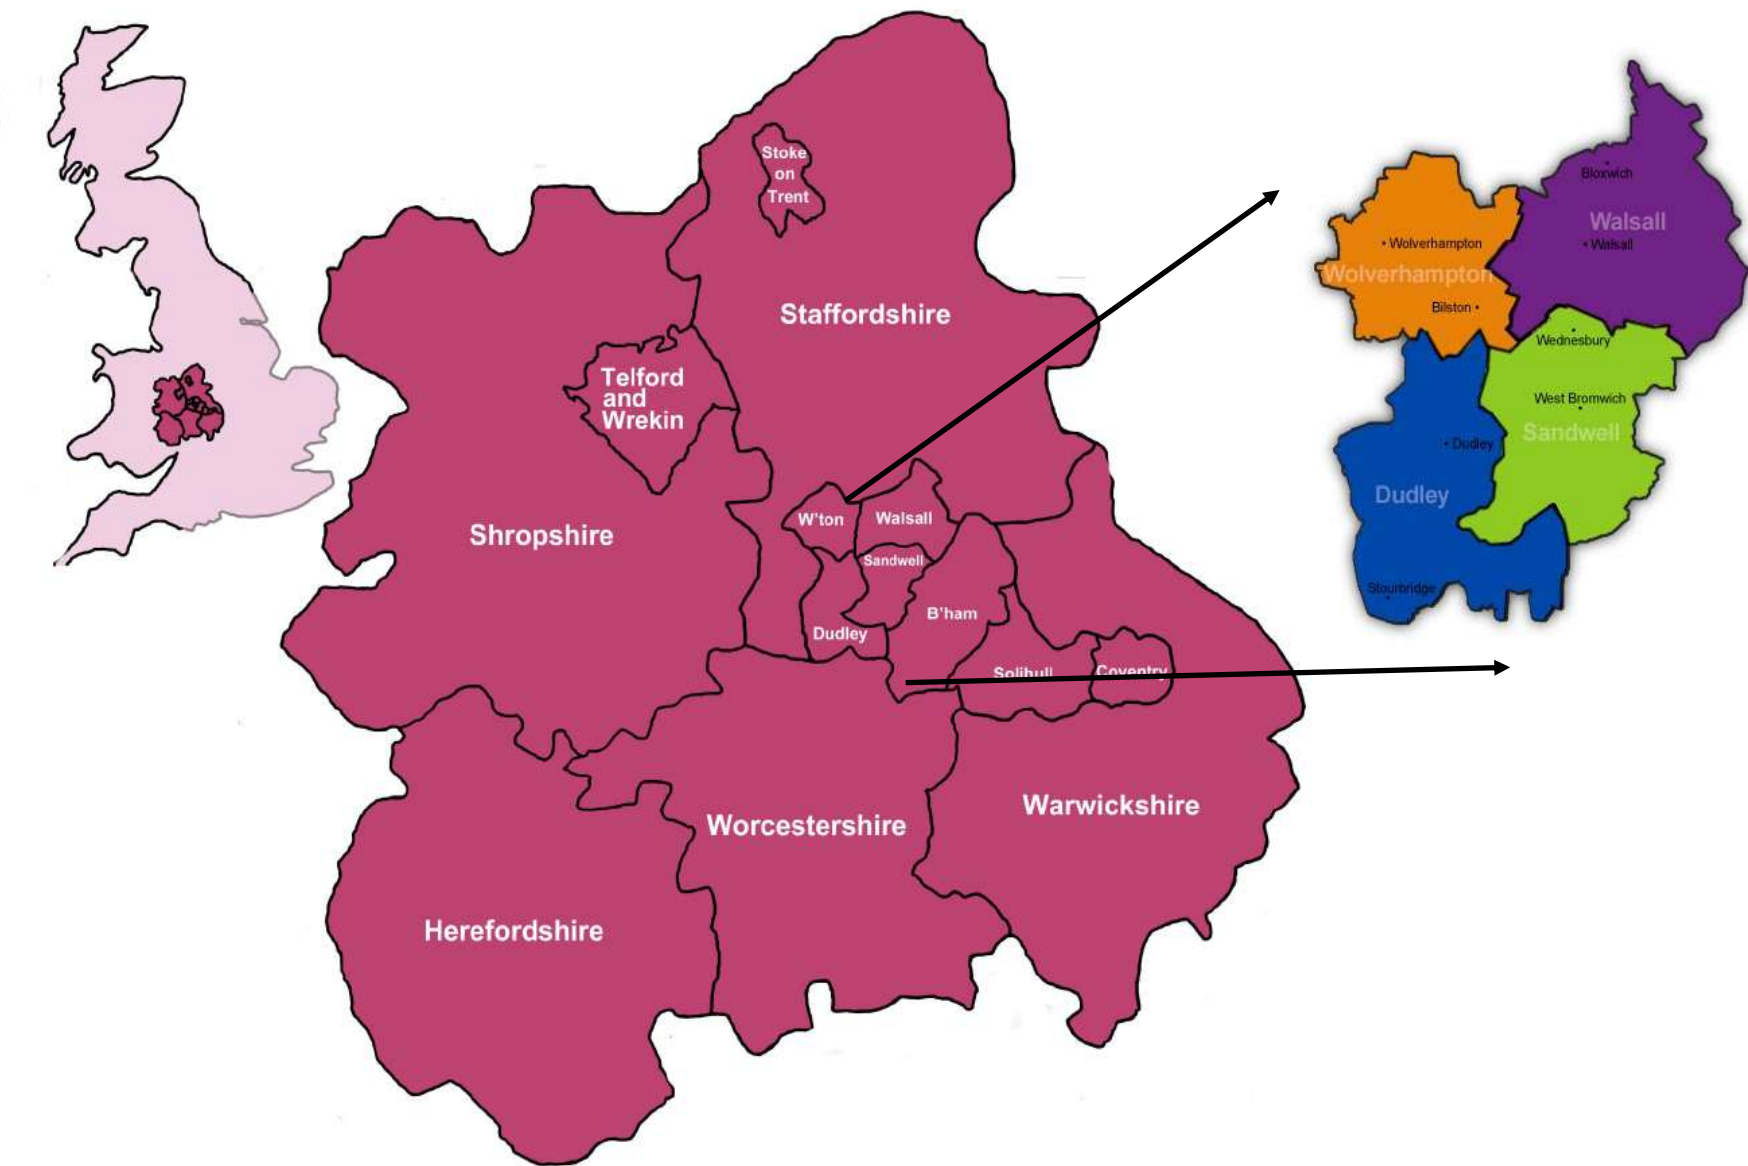 Stoke
on
Trent
Staffordshire
Telford
and
Wrekin
Shropshire
W'ton
Walsall
Sandwell
B'ham
Dudley
Solihull
Coventry
Warwickshire
Worcestershire
Herefordshire
Bloxwich
Walsall
Walsall
Wolverhampton
Wolverhampton
Bilston
Wednesbury
West Bromwich
Sandwell
Dudley
Dudley
Stourbridge